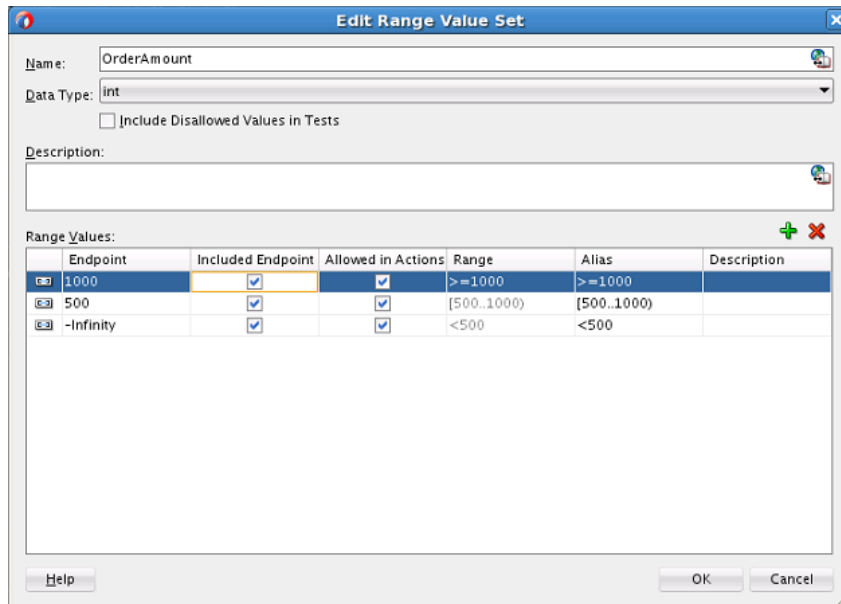 Edit Range Value Set
Name: OrderAmount
Data Type: int
Include Disallowed Values in Tests
Description:
Range Values:
Endpoint Included Endpoint Allowed in Actions Range Alias Description
1000 >=1000 >=1000
500 [500..1000) [500..1000)
-Infinity <500 <500
Help OK Cancel